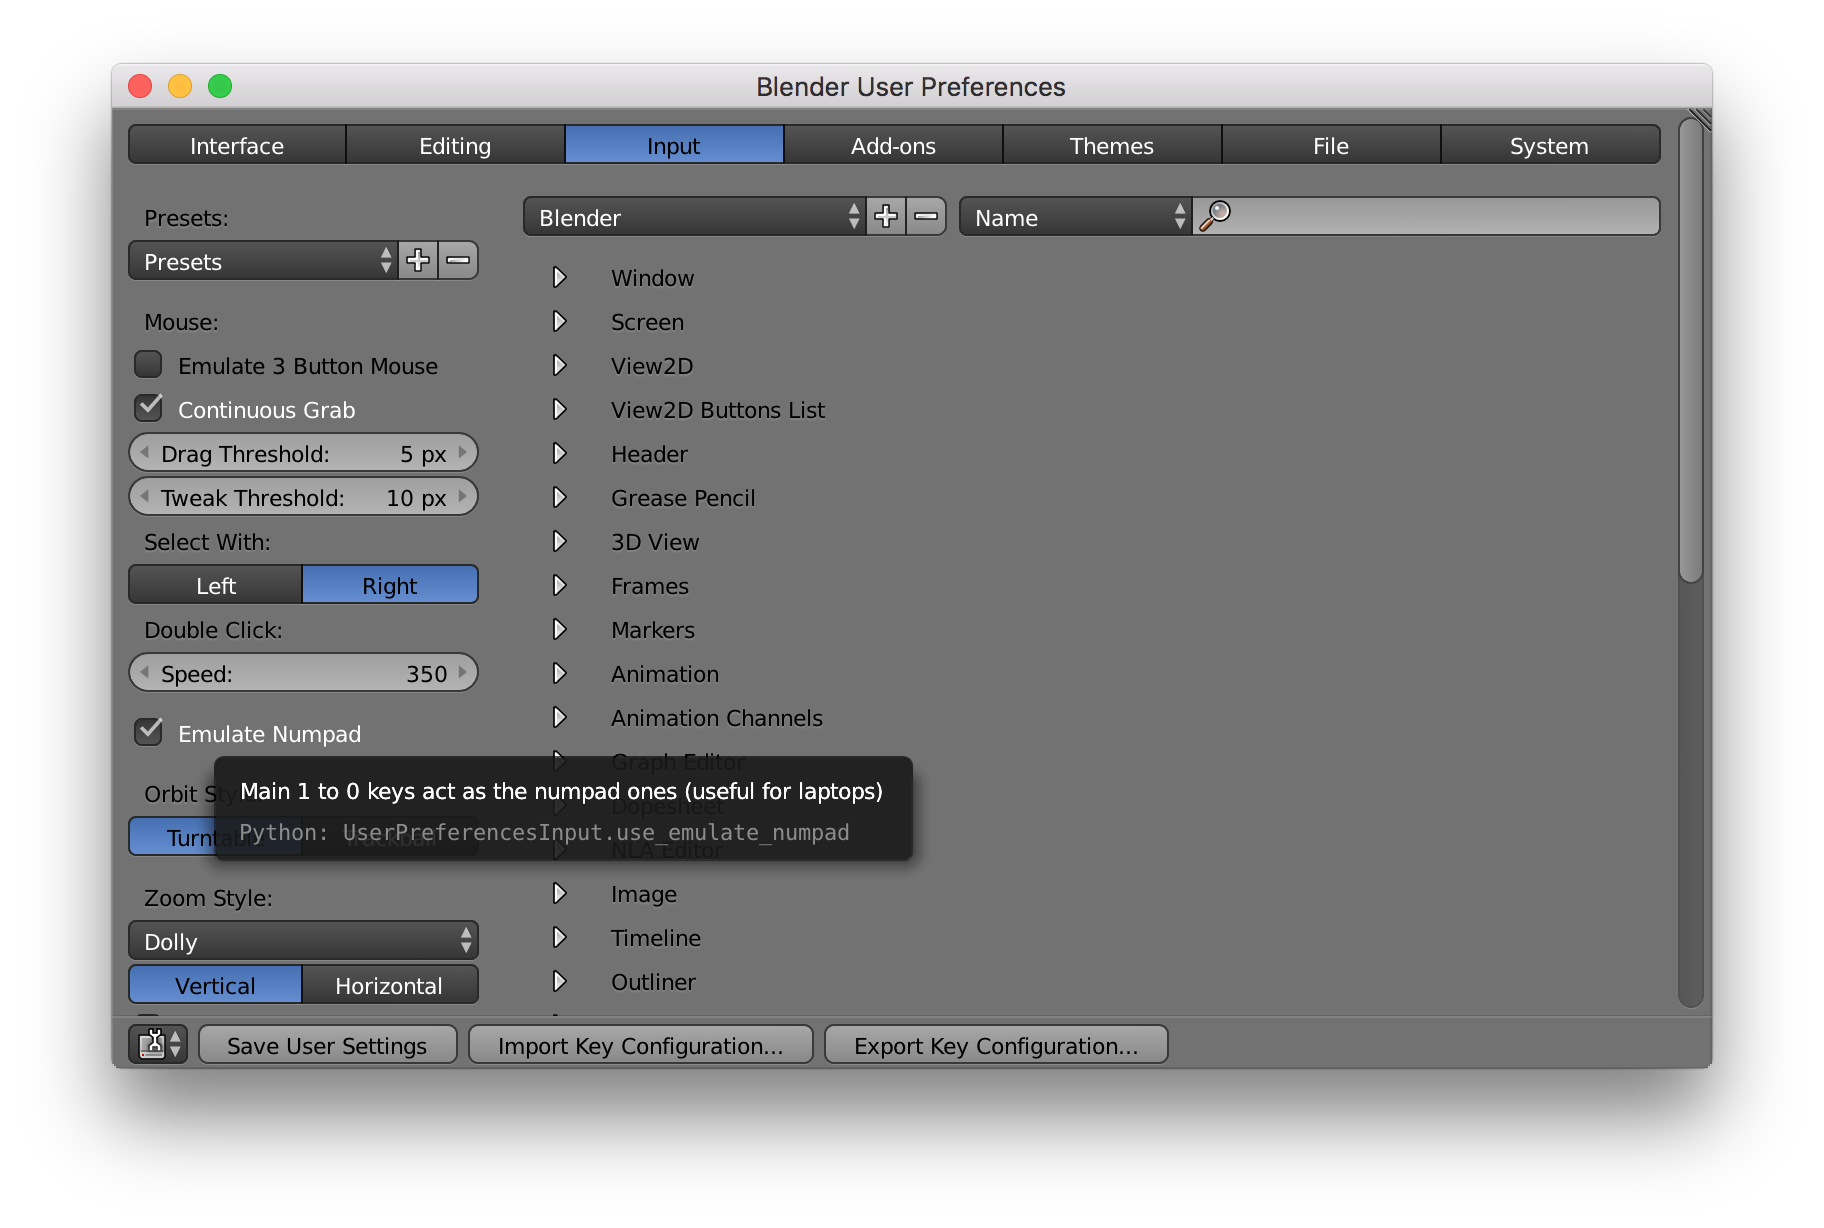 Blender User Preferences
Interface Editing Input Add-ons Themes File System
Presets:
Presets
Mouse:
Emulate 3 Button Mouse
Continuous Grab
Drag Threshold: 5 px
Tweak Threshold: 10 px
Select With:
Left Right
Double Click:
Speed: 350
Emulate Numpad
Orbit Style:
Turntable Trackball
Main 1 to 0 keys act as the numpad ones (useful for laptops)
Python: UserPreferencesInput.use_emulate_numpad
Zoom Style:
Dolly
Vertical Horizontal
Blender
Name
Window
Screen
View2D
View2D Buttons List
Header
Grease Pencil
3D View
Frames
Markers
Animation
Animation Channels
Graph Editor
Dopesheet
NLA Editor
Image
Timeline
Outliner
Save User Settings Import Key Configuration... Export Key Configuration...